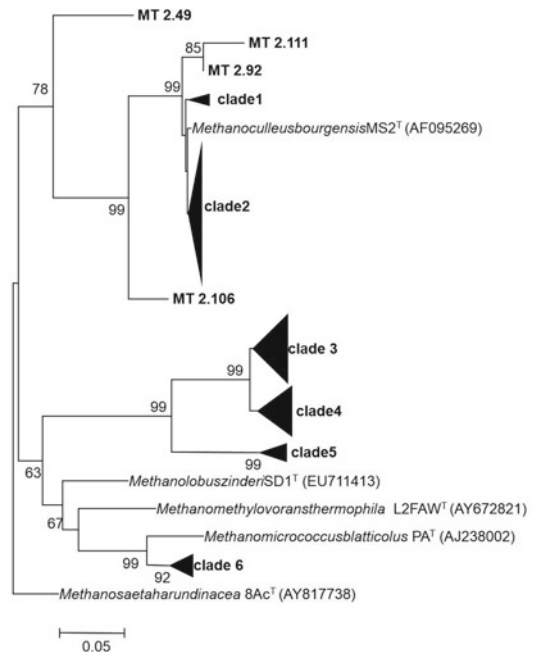 MT 2.49
85
MT 2.111
MT 2.92
78
99
clade1
MethanoculleusbourgensisMS2ᵀ (AF095269)
clade2
99
MT 2.106
clade 3
99
99
clade4
clade5
99
63
MethanolobuszinderiSD1ᵀ (EU711413)
Methanomethylovoransthermophila L2FAWᵀ (AY672821)
67
Methanomicrococcusblatticolus PAᵀ (AJ238002)
99
clade 6
92
Methanosaetaharundinacea 8Acᵀ (AY817738)
0.05